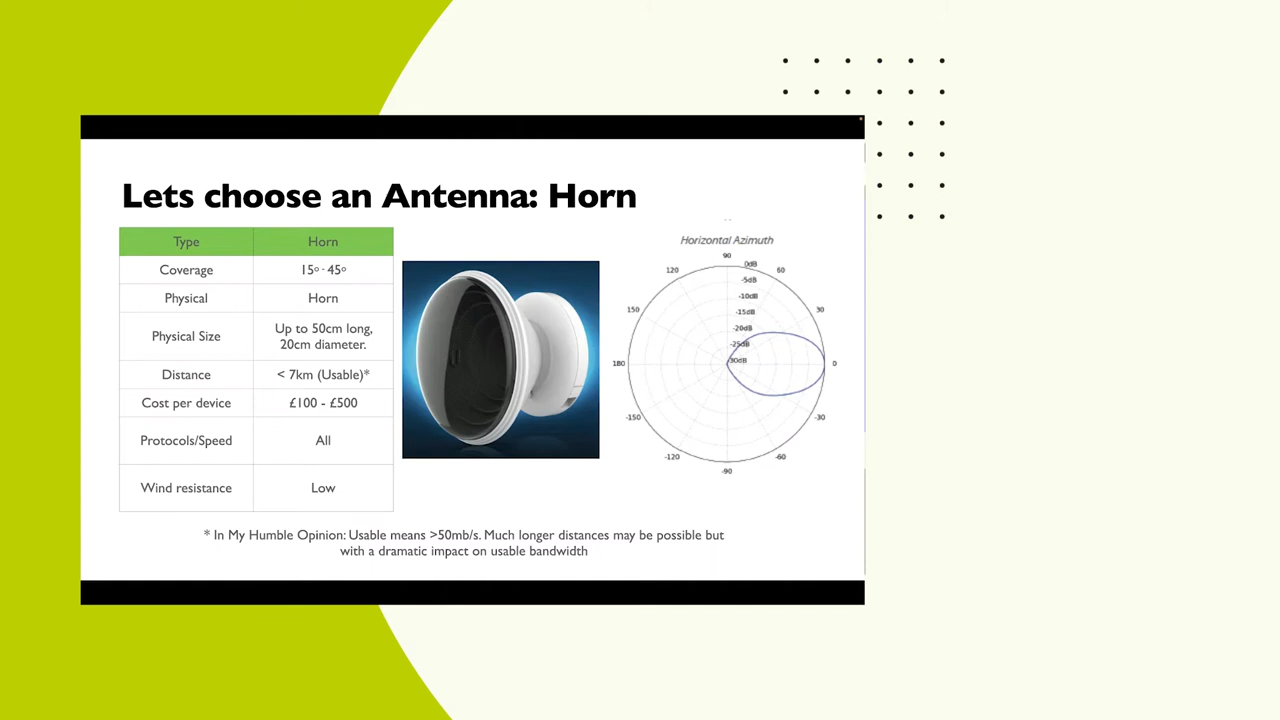 Lets choose an Antenna: Horn
Type Horn
Coverage 15º - 45º
Physical Horn
Physical Size Up to 50cm long,
20cm diameter.
Distance < 7km (Usable)*
Cost per device £100 - £500
Protocols/Speed All
Wind resistance Low
Horizontal Azimuth
90
120 0dB 60
-5dB
-10dB
150 -15dB 30
-20dB
-25dB
180 -30dB 0
-150 -30
-120 -60
-90
* In My Humble Opinion: Usable means >50mb/s. Much longer distances may be possible but
with a dramatic impact on usable bandwidth